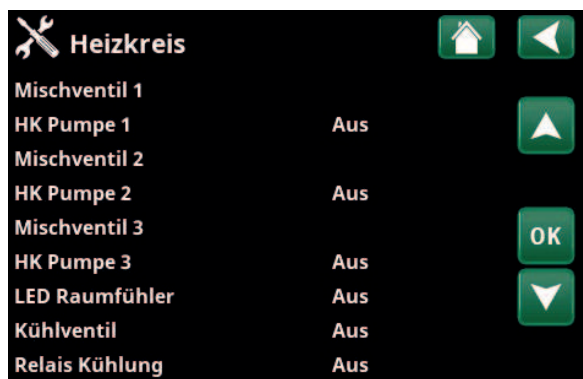 Heizkreis
Mischventil 1
HK Pumpe 1 Aus
Mischventil 2
HK Pumpe 2 Aus
Mischventil 3
OK
HK Pumpe 3 Aus
LED Raumfühler Aus
Kühlventil Aus
Relais Kühlung Aus